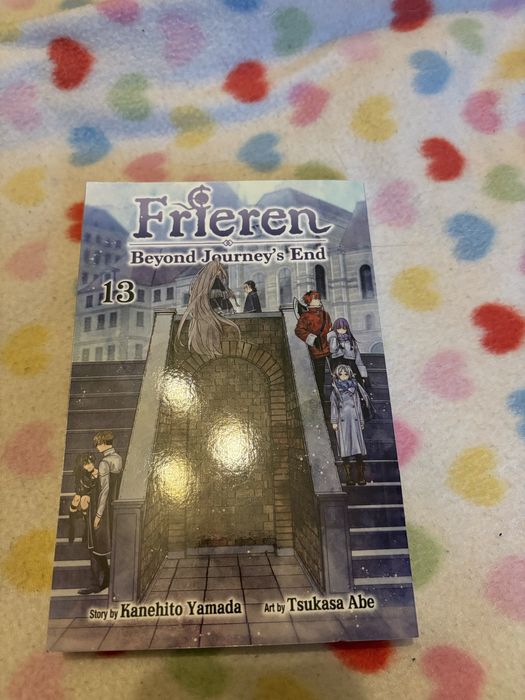 Frieren
Beyond Journey's End
13
Story by Kanehito Yamada Art by Tsukasa Abe